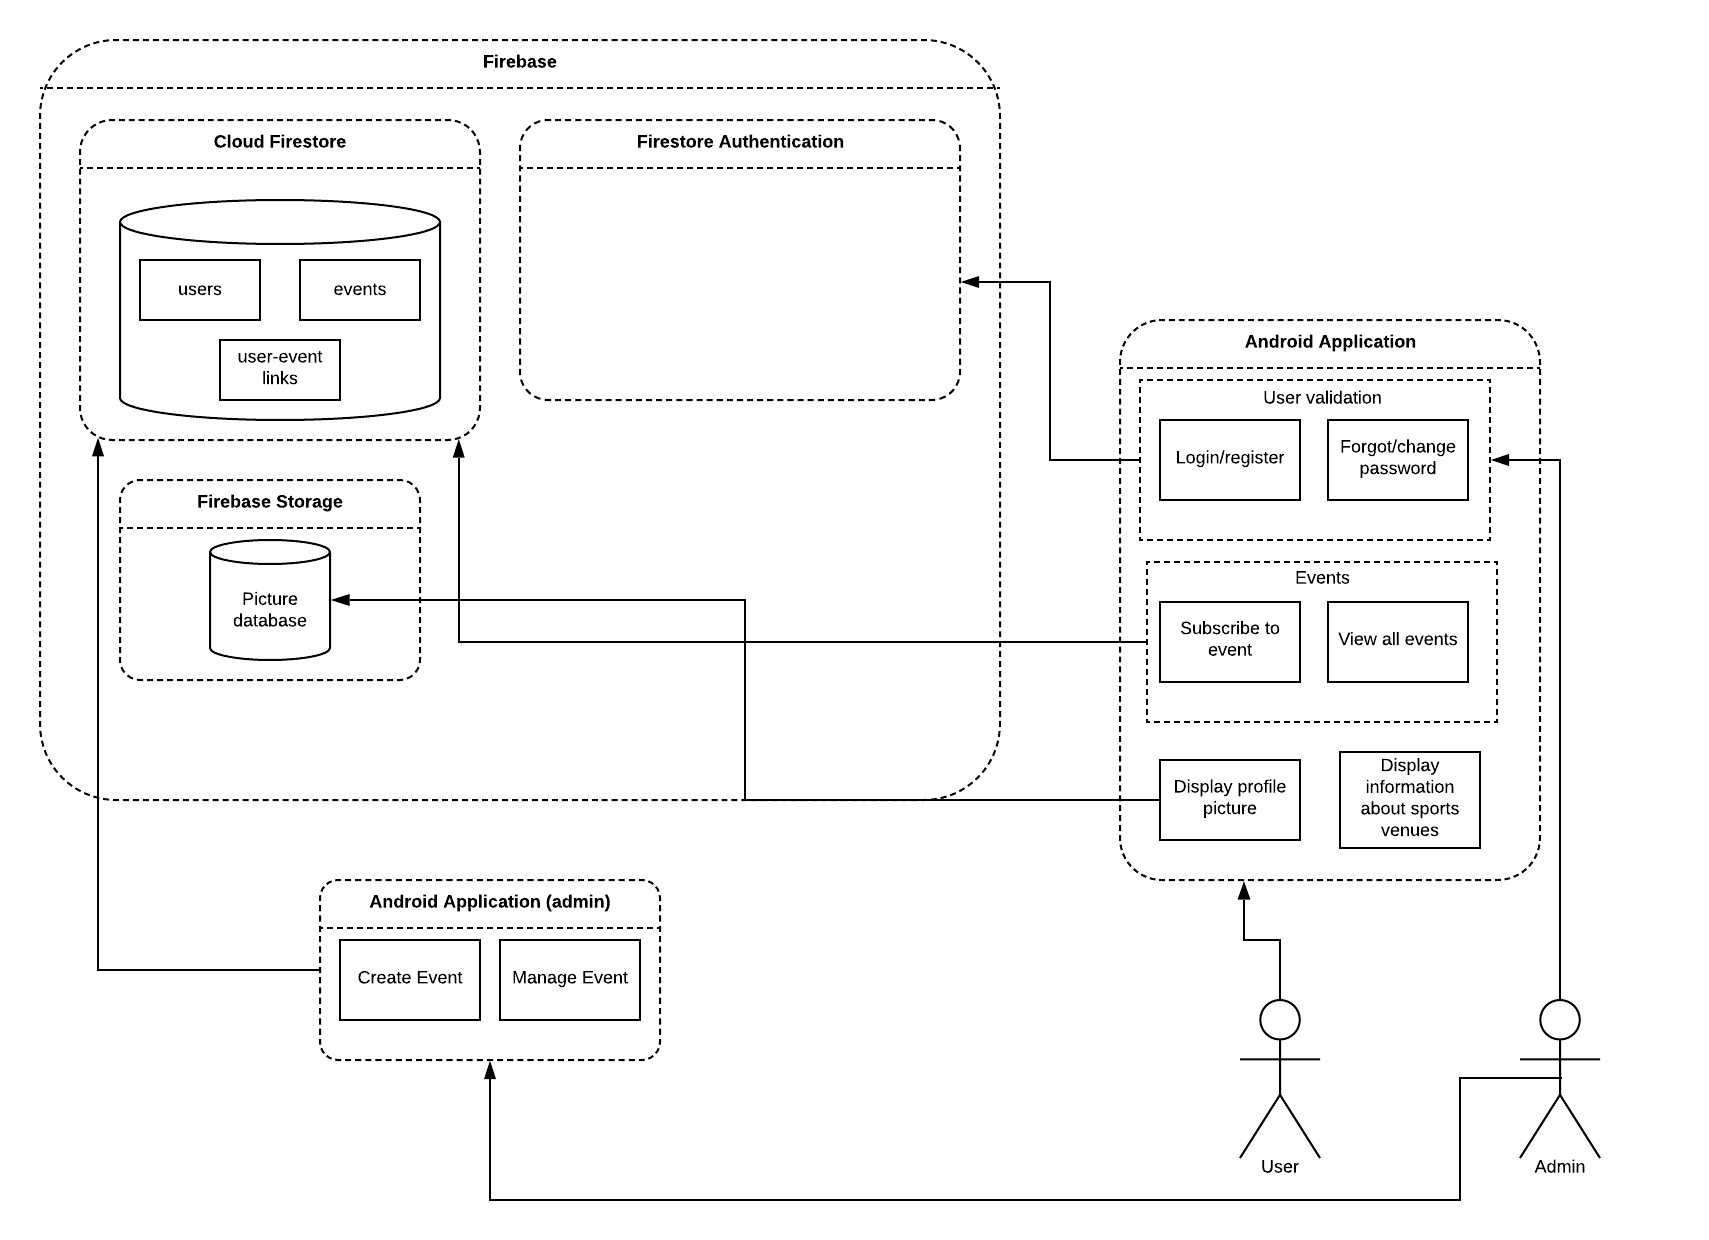 Firebase
Cloud Firestore
Firestore Authentication
users
events
user-event
links
Firebase Storage
Picture
database
Android Application
User validation
Login/register
Forgot/change
password
Events
Subscribe to
event
View all events
Display profile
picture
Display
information
about sports
venues
Android Application (admin)
Create Event
Manage Event
User
Admin